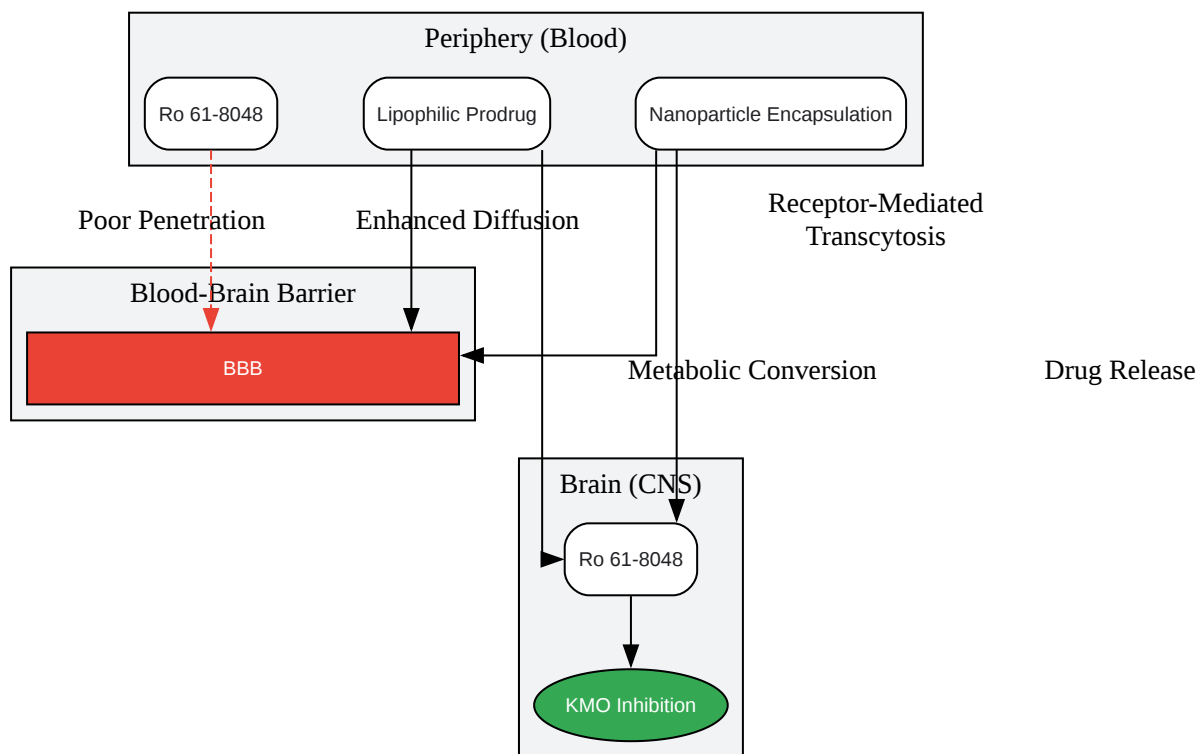 Periphery (Blood)
Ro 61-8048
Lipophilic Prodrug
Nanoparticle Encapsulation
Poor Penetration
Enhanced Diffusion
Receptor-Mediated
Transcytosis
Blood-Brain Barrier
BBB
Metabolic Conversion
Drug Release
Brain (CNS)
Ro 61-8048
KMO Inhibition